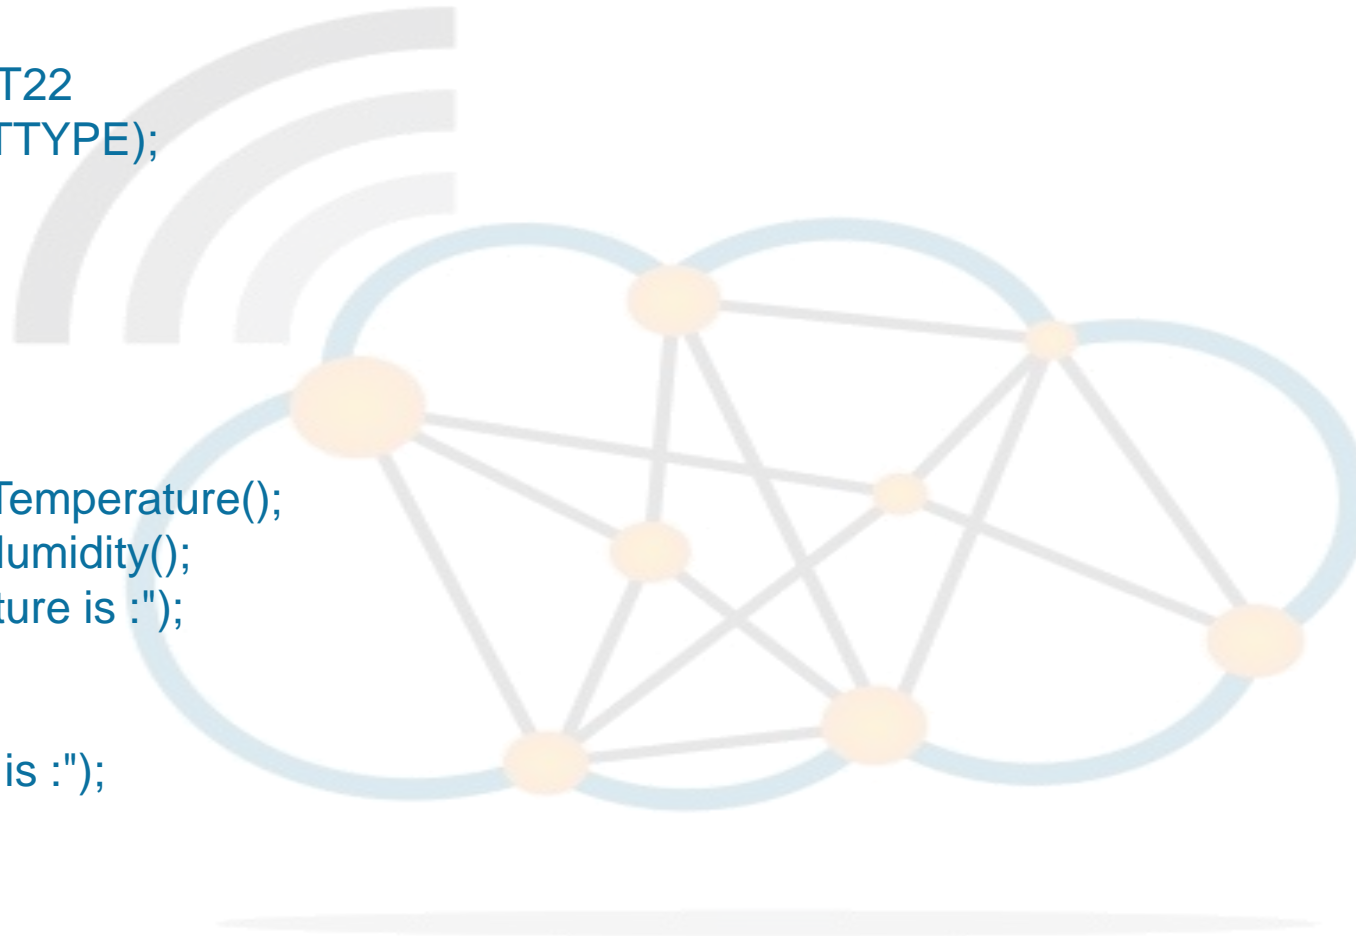 T22
TTYPE);
Temperature();
Humidity();
ture is :");
is :");